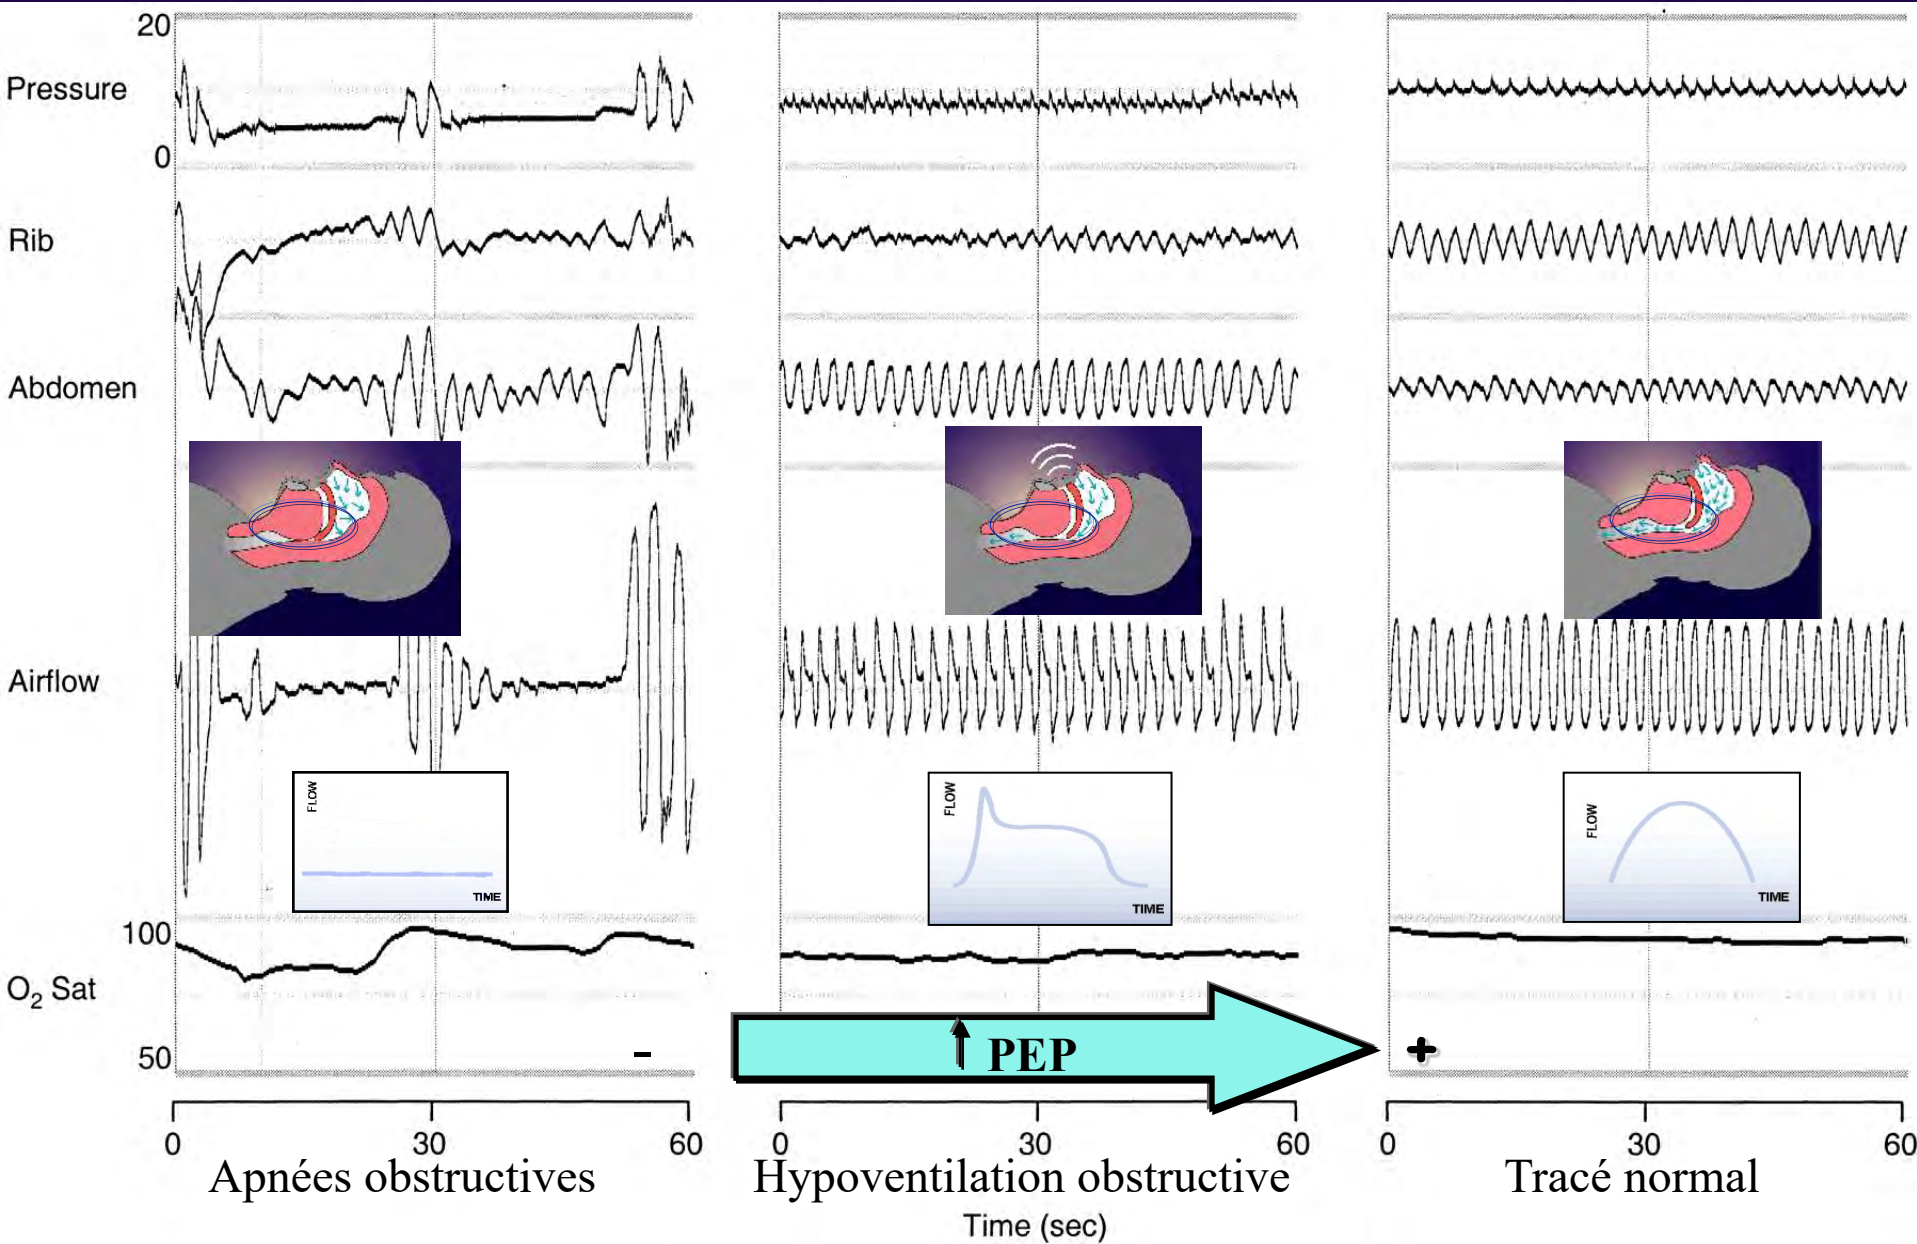 20
Pressure
0
Rib
Abdomen
Airflow
FLOW
TIME
FLOW
TIME
FLOW
TIME
100
O2 Sat
50
-
PEP
+
0 30 60 0 30 60 0 30 60
Apnées obstructives Hypoventilation obstructive Tracé normal
Time (sec)